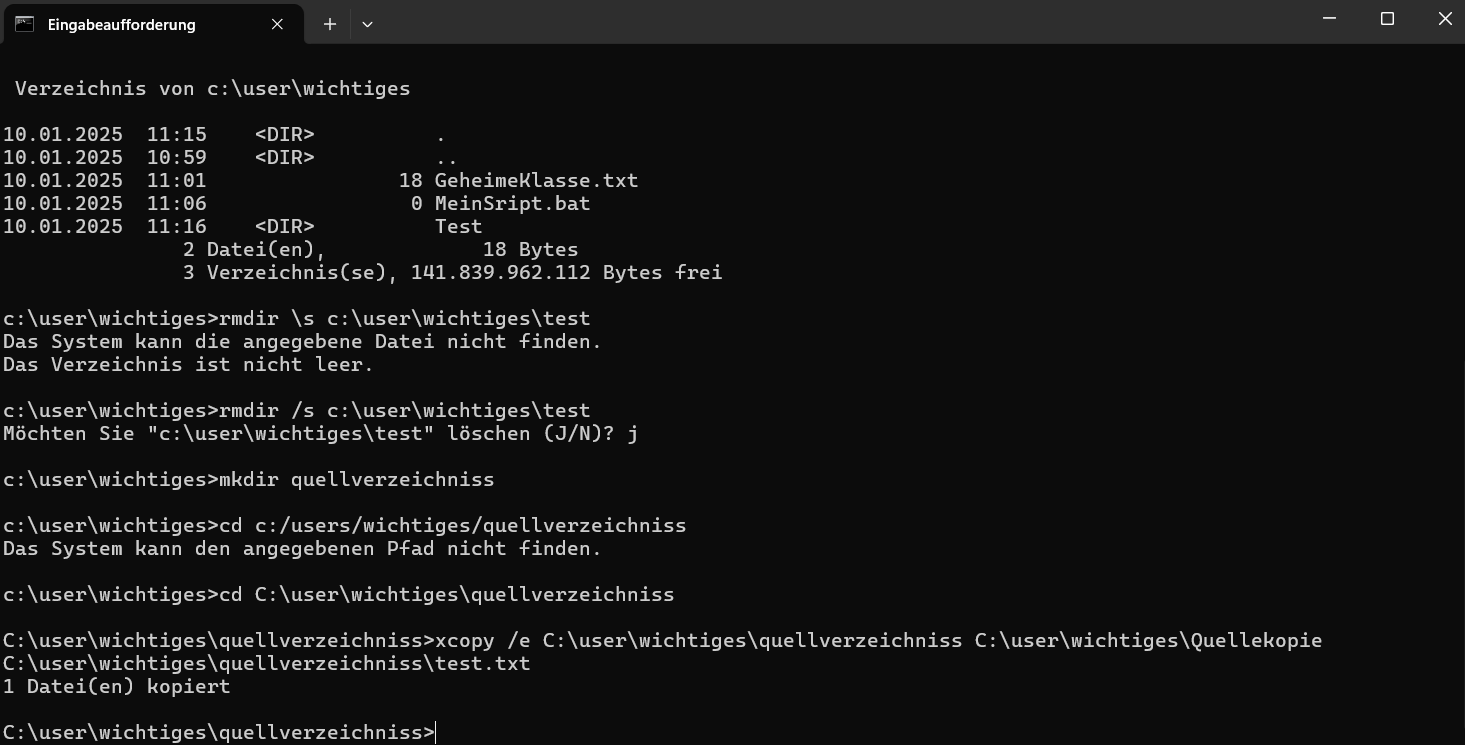 Eingabeaufforderung
Verzeichnis von c:\user\wichtiges
10.01.2025  11:15    <DIR>          .
10.01.2025  10:59    <DIR>          ..
10.01.2025  11:01                18 GeheimeKlasse.txt
10.01.2025  11:06                 0 MeinSript.bat
10.01.2025  11:16    <DIR>          Test
               2 Datei(en),             18 Bytes
               3 Verzeichnis(se), 141.839.962.112 Bytes frei
c:\user\wichtiges>rmdir \s c:\user\wichtiges\test
Das System kann die angegebene Datei nicht finden.
Das Verzeichnis ist nicht leer.
c:\user\wichtiges>rmdir /s c:\user\wichtiges\test
Möchten Sie "c:\user\wichtiges\test" löschen (J/N)? j
c:\user\wichtiges>mkdir quellverzeichniss
c:\user\wichtiges>cd c:/users/wichtiges/quellverzeichniss
Das System kann den angegebenen Pfad nicht finden.
c:\user\wichtiges>cd C:\user\wichtiges\quellverzeichniss
C:\user\wichtiges\quellverzeichniss>xcopy /e C:\user\wichtiges\quellverzeichniss C:\user\wichtiges\Quellekopie
C:\user\wichtiges\quellverzeichniss\test.txt
1 Datei(en) kopiert
C:\user\wichtiges\quellverzeichniss>